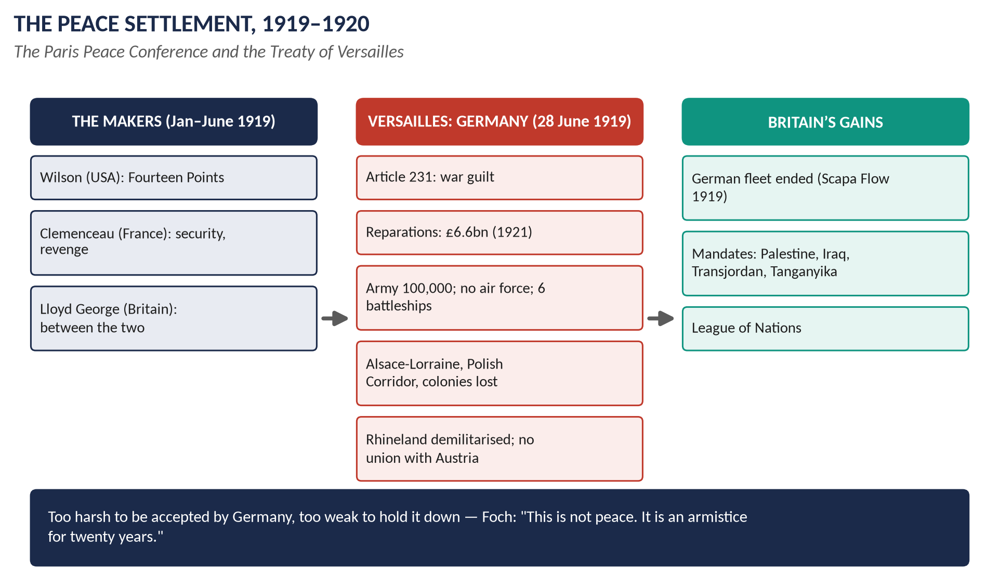 THE PEACE SETTLEMENT, 1919–1920
The Paris Peace Conference and the Treaty of Versailles
THE MAKERS (Jan–June 1919)
Wilson (USA): Fourteen Points
Clemenceau (France): security,
revenge
Lloyd George (Britain):
between the two
VERSAILLES: GERMANY (28 June 1919)
Article 231: war guilt
Reparations: £6.6bn (1921)
Army 100,000; no air force; 6
battleships
Alsace-Lorraine, Polish
Corridor, colonies lost
Rhineland demilitarised; no
union with Austria
BRITAIN’S GAINS
German fleet ended (Scapa Flow
1919)
Mandates: Palestine, Iraq,
Transjordan, Tanganyika
League of Nations
Too harsh to be accepted by Germany, too weak to hold it down — Foch: "This is not peace. It is an armistice
for twenty years."